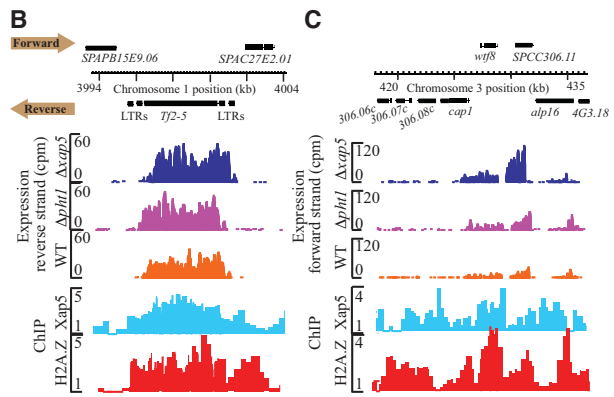 B
Forward
SPAPB15E9.06
SPAC27E2.01
3994
Chromosome 1 position (kb)
4004
Reverse
LTRs
Tf2-5
LTRs
Expression
reverse strand (cpm)
Δxap5
60
0
Δpht1
60
0
WT
60
0
ChIP
Xap5
5
1
H2A.Z
5
1
C
wtf8
SPCC306.11
420
Chromosome 3 position (kb)
435
306.06c
306.07c
306.08c
cap1
alp16
4G3.18
Expression
forward strand (cpm)
Δxap5
120
0
Δpht1
120
0
WT
120
0
ChIP
Xap5
4
1
H2A.Z
4
1